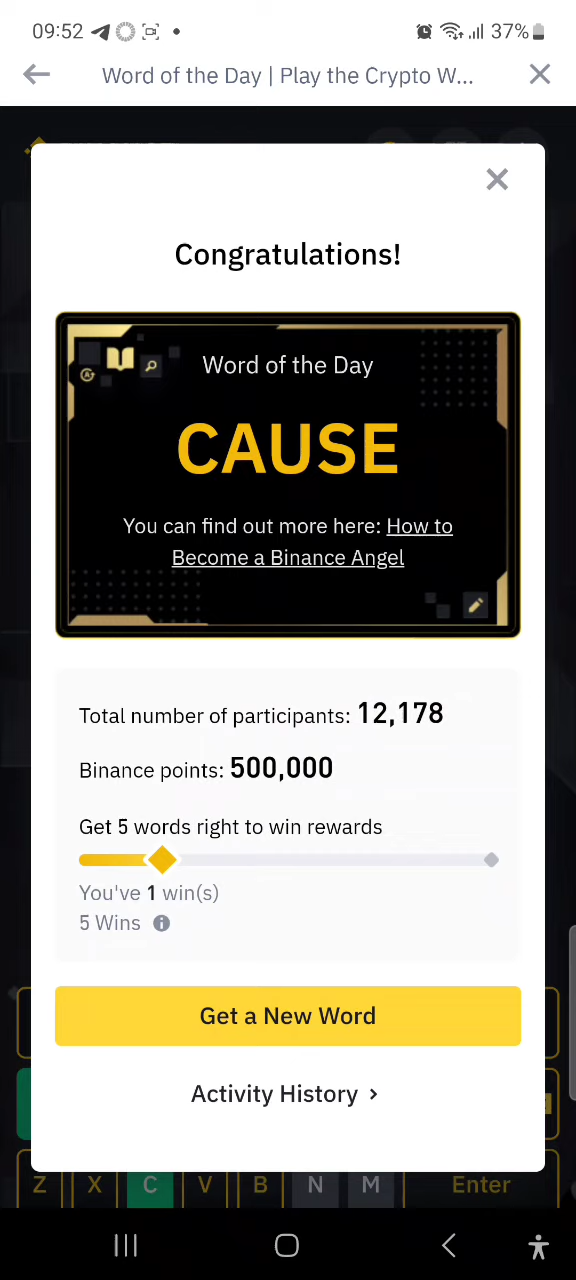 09:52 37%
Word of the Day | Play the Crypto W...
Congratulations!
Word of the Day
CAUSE
You can find out more here: How to
Become a Binance Angel
Total number of participants: 12,178
Binance points: 500,000
Get 5 words right to win rewards
You've 1 win(s)
5 Wins
Get a New Word
Activity History >
Z X C V B N M Enter